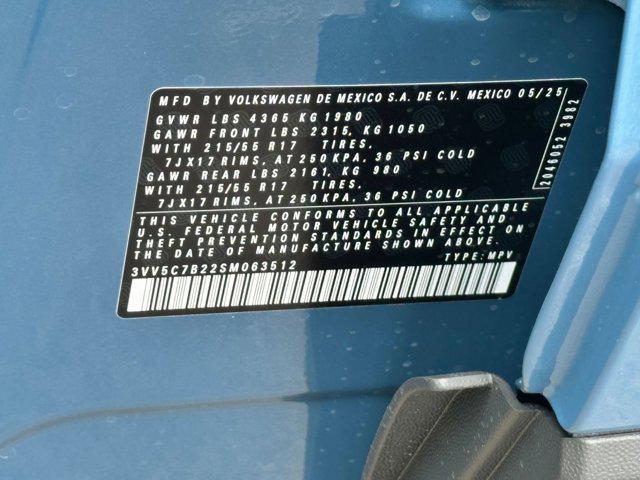 MFD BY VOLKSWAGEN DE MEXICO S.A. DE C.V. MEXICO 05/25
GVWR LBS 4365 KG 1980
GAWR FRONT LBS 2315, KG 1050
WITH 215/55 R17 TIRES,
7JX17 RIMS, AT 250 KPA, 36 PSI COLD
GAWR REAR LBS 2161, KG 980
WITH 215/55 R17 TIRES,
7JX17 RIMS, AT 250 KPA, 36 PSI COLD
THIS VEHICLE CONFORMS TO ALL APPLICABLE
U.S. FEDERAL MOTOR VEHICLE SAFETY AND
THEFT PREVENTION STANDARDS IN EFFECT ON
THE DATE OF MANUFACTURE SHOWN ABOVE.
3VV5C7B22SM063512 TYPE: MPV
2046052 3982